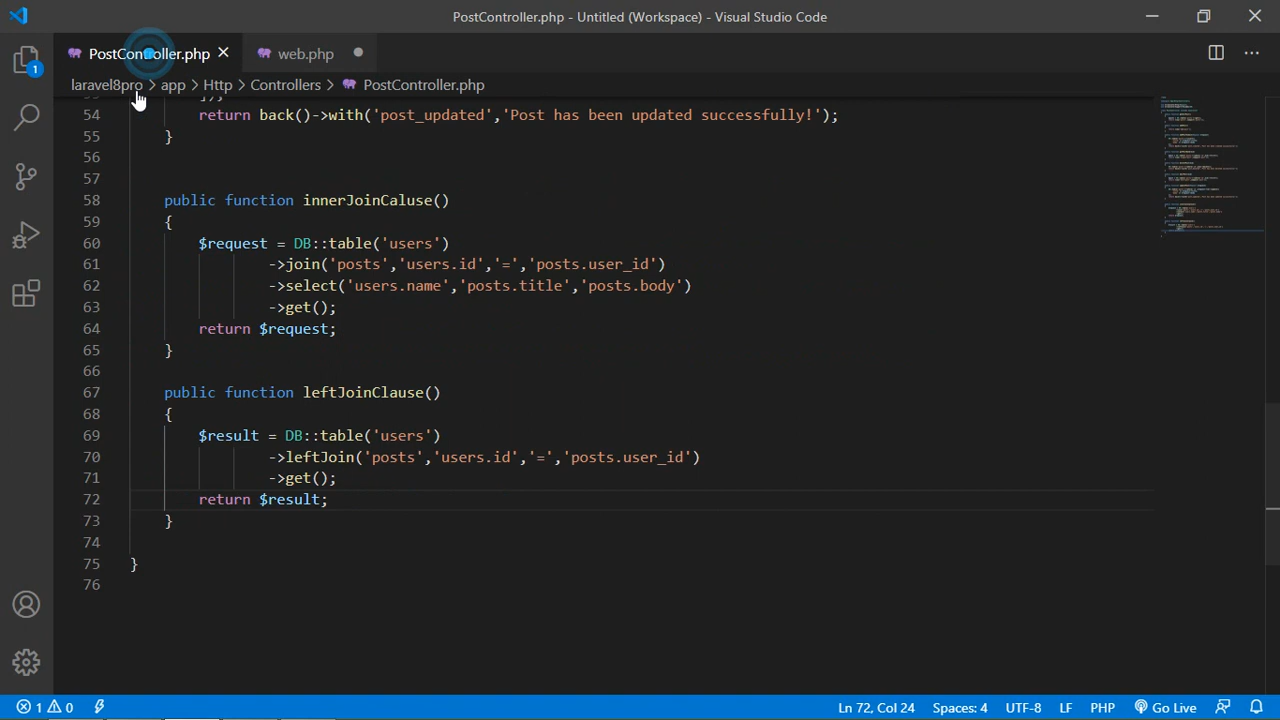 PostController.php - Untitled (Workspace) - Visual Studio Code
PostController.php web.php
laravel8pro > app > Http > Controllers > PostController.php
54 return back()->with('post_updated','Post has been updated successfully!');
55 }
56
57
58 public function innerJoinCaluse()
59 {
60 $request = DB::table('users')
61 ->join('posts','users.id','=','posts.user_id')
62 ->select('users.name','posts.title','posts.body')
63 ->get();
64 return $request;
65 }
66
67 public function leftJoinClause()
68 {
69 $result = DB::table('users')
70 ->leftJoin('posts','users.id','=','posts.user_id')
71 ->get();
72 return $result;
73 }
74
75 }
76
1
1 0 Ln 72, Col 24 Spaces: 4 UTF-8 LF PHP Go Live